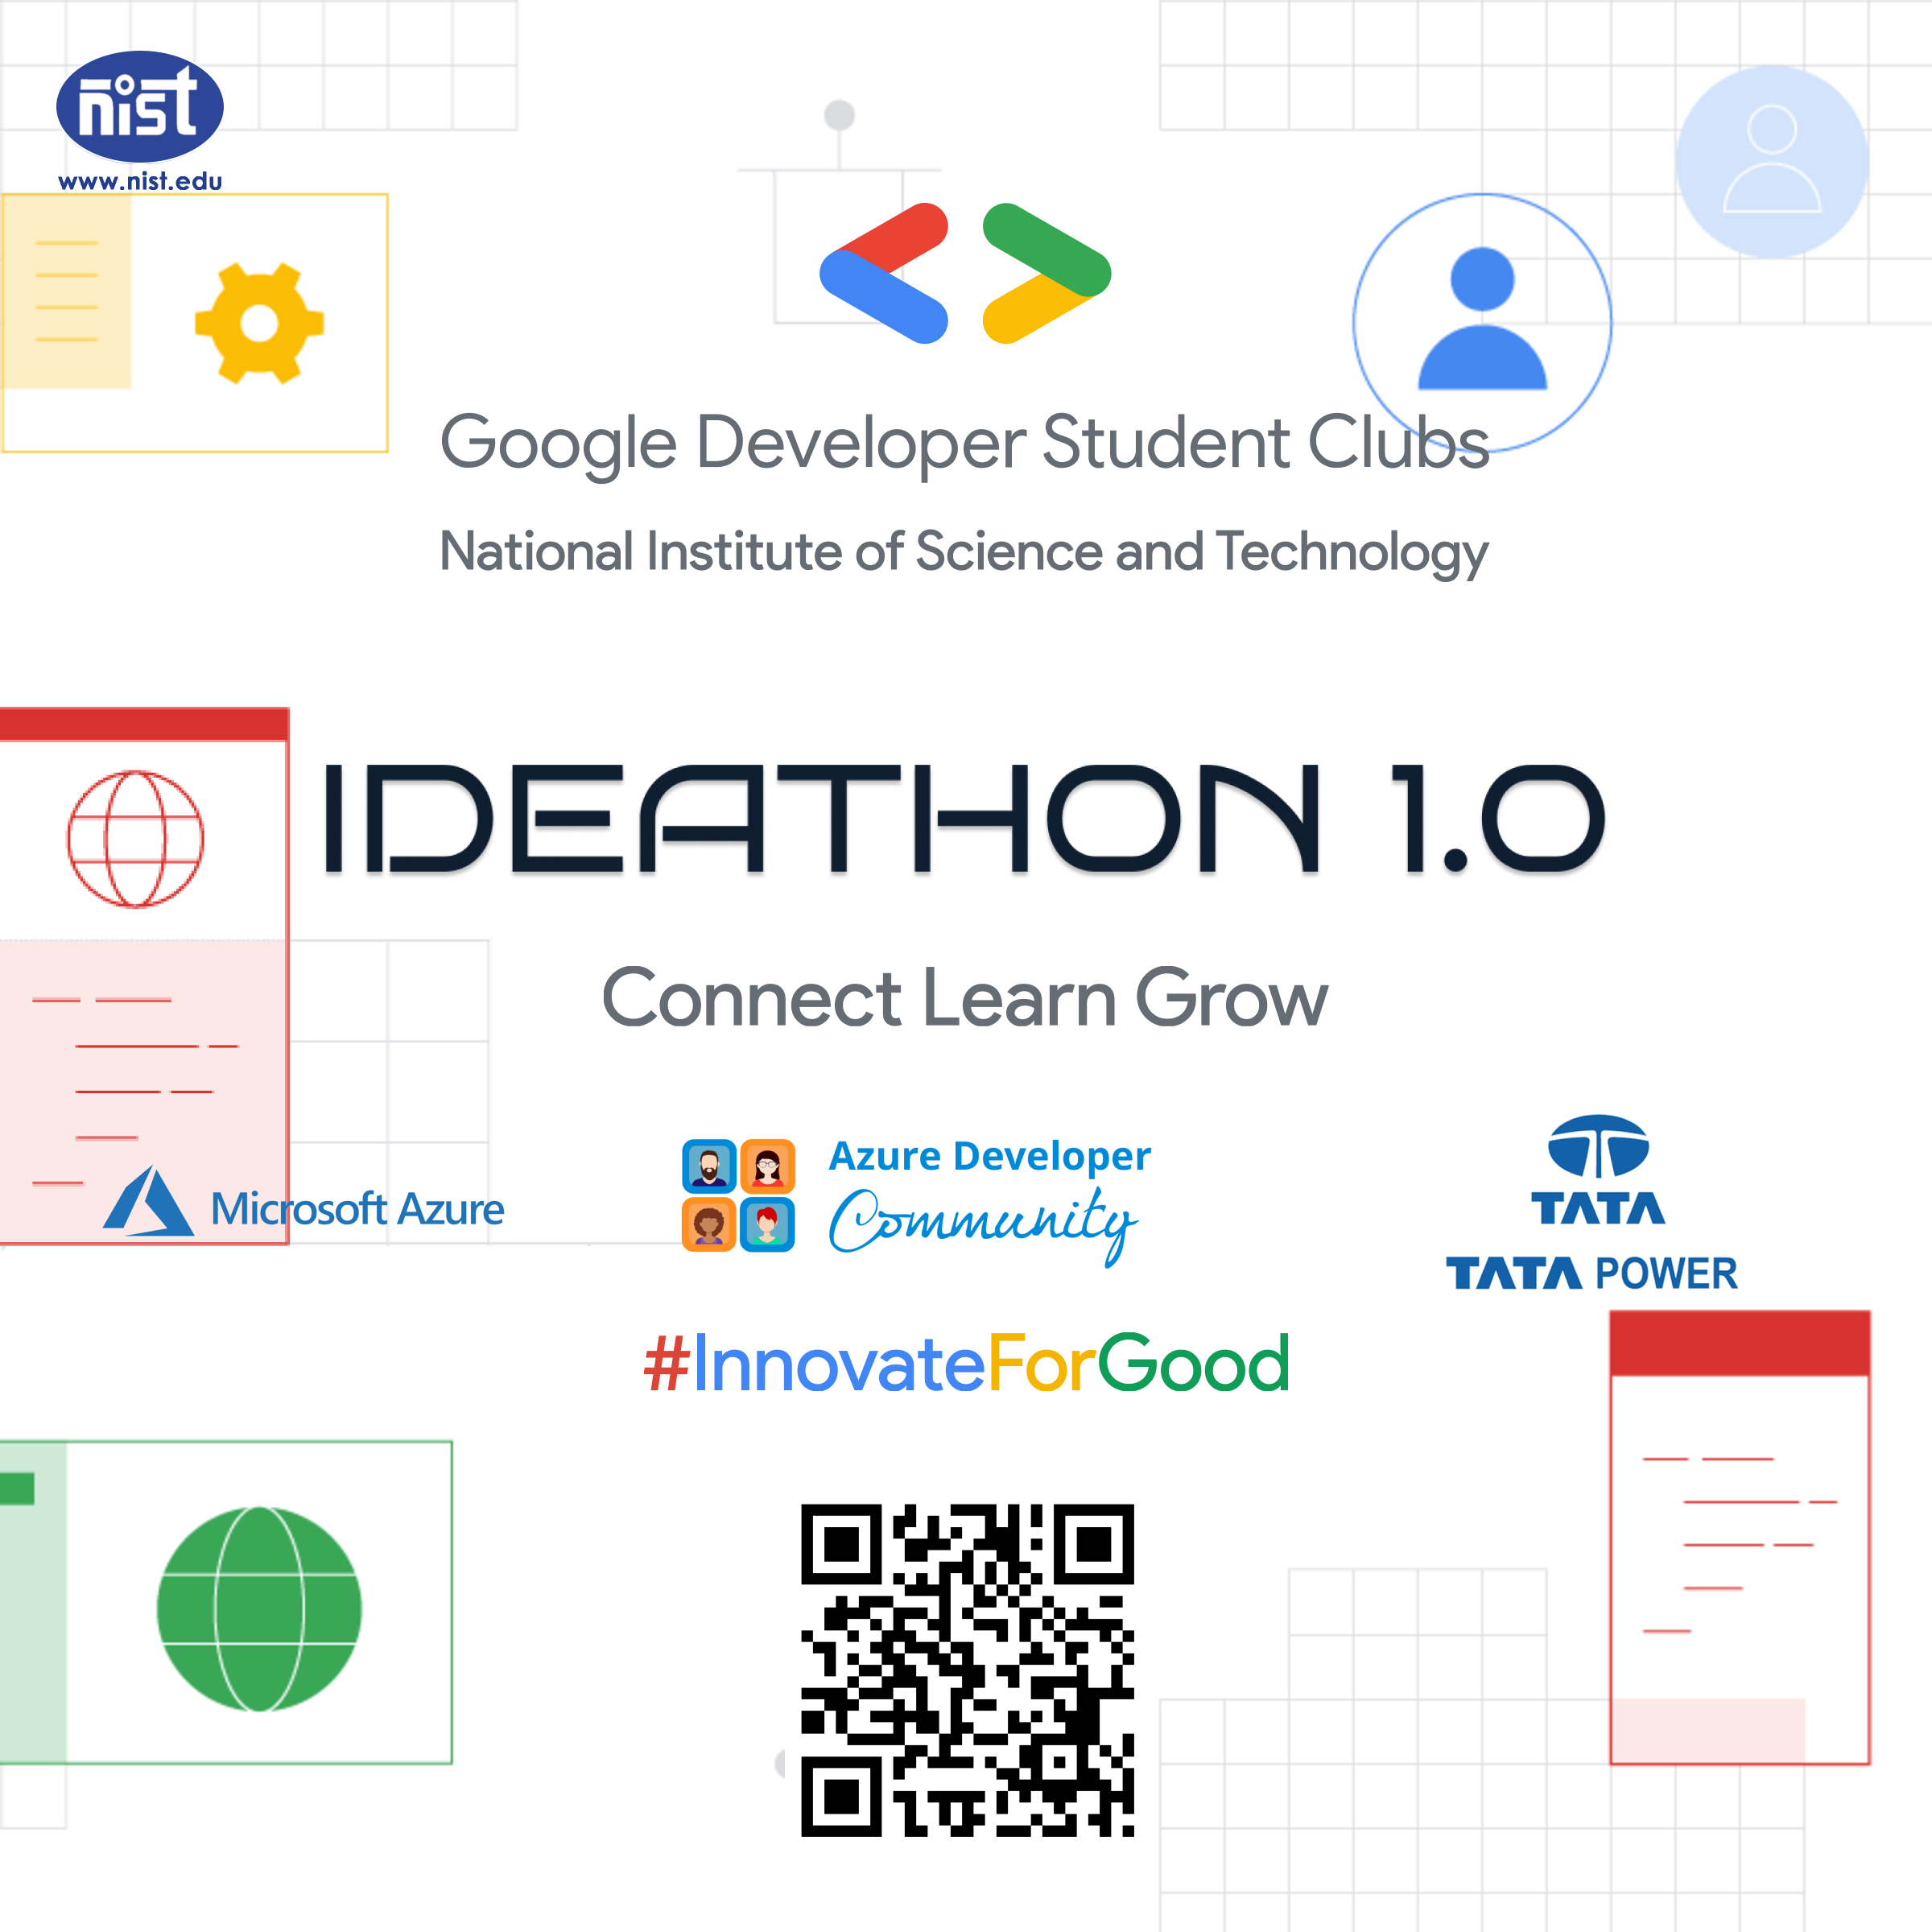 nist
www.nist.edu
Google Developer Student Clubs
National Institute of Science and Technology
IDEATHON 1.0
Connect Learn Grow
Microsoft Azure
Azure Developer
Community
TATA
TATA POWER
#InnovateForGood